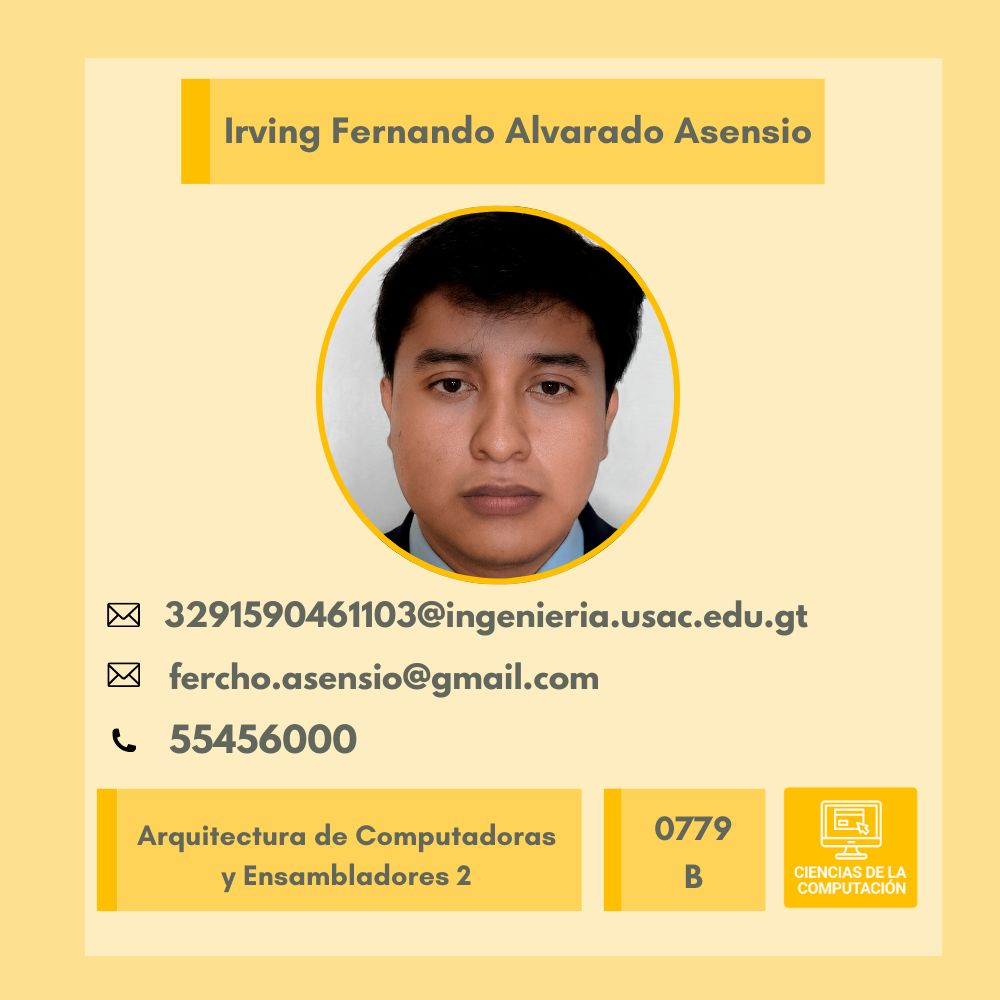 Irving Fernando Alvarado Asensio
3291590461103@ingenieria.usac.edu.gt
fercho.asensio@gmail.com
55456000
Arquitectura de Computadoras
y Ensambladores 2
0779
B
CIENCIAS DE LA
COMPUTACIÓN